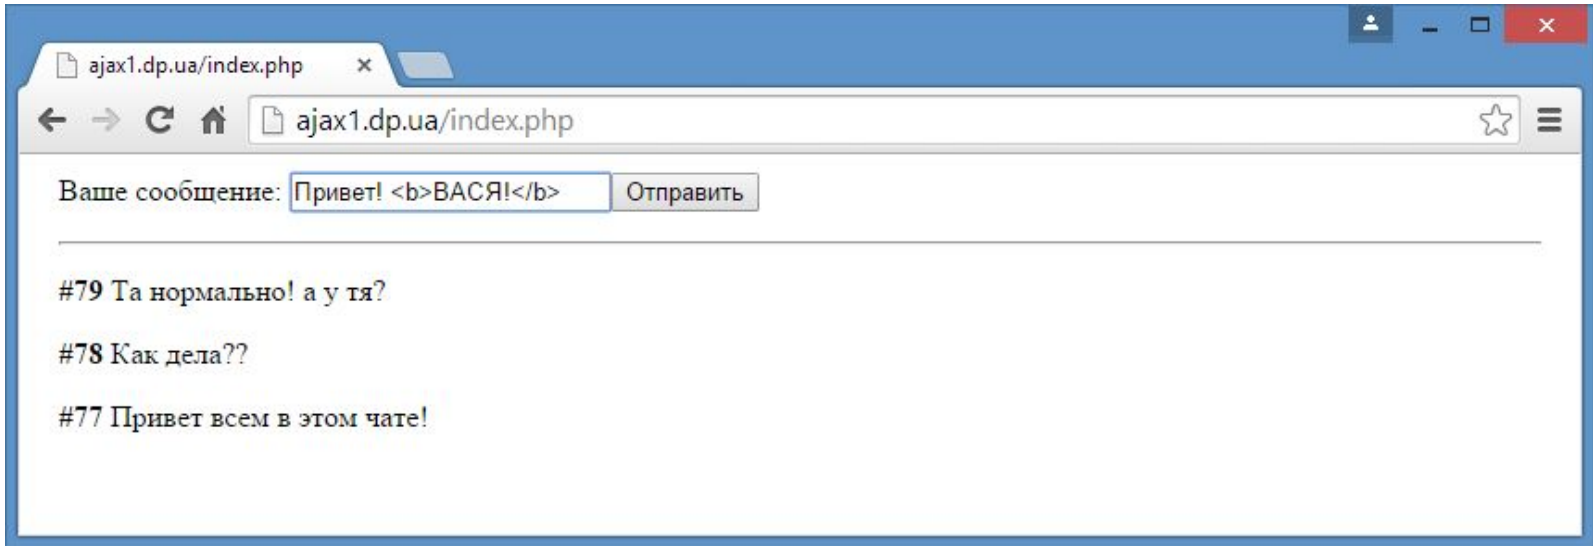 ajax1.dp.ua/index.php
ajax1.dp.ua/index.php
Ваше сообщение: Привет! <b>ВАСЯ!</b> Отправить
#79 Та нормально! а у тя?
#78 Как дела??
#77 Привет всем в этом чате!